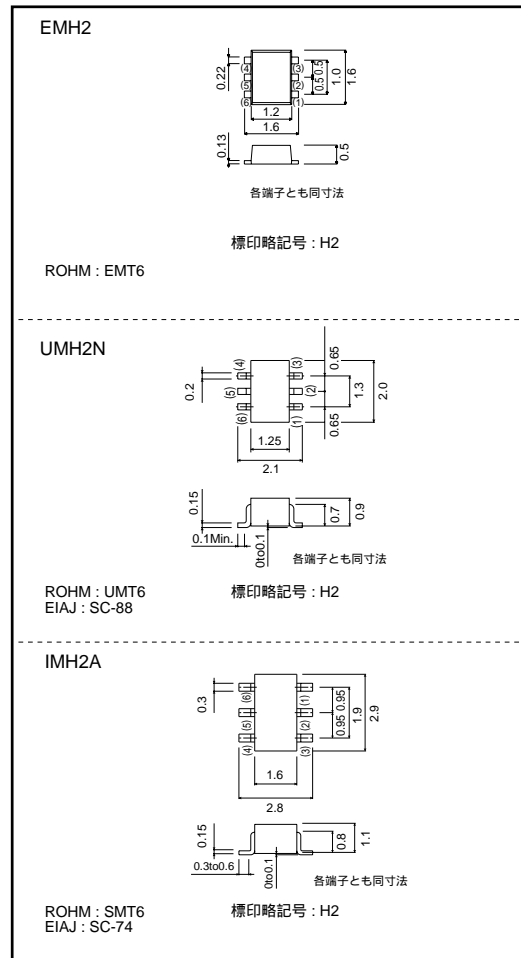 EMH2
0.22
(4)
(3)
(5)
(2)
(6)
(1)
0.5 0.5
1.0
1.6
1.2
1.6
0.13
0.5
各端子とも同寸法
標印略記号 : H2
ROHM : EMT6
UMH2N
0.2
(4)
(3)
(5)
(2)
(6)
(1)
0.65
0.65
1.3
2.0
1.25
2.1
0.15
0.1Min.
0to0.1
0.7
0.9
各端子とも同寸法
ROHM : UMT6
標印略記号 : H2
EIAJ : SC-88
IMH2A
0.3
(6)
(1)
(5)
(2)
(4)
(3)
0.95 0.95
1.9
2.9
1.6
2.8
0.15
0.3to0.6
0to0.1
0.8
1.1
各端子とも同寸法
ROHM : SMT6
標印略記号 : H2
EIAJ : SC-74